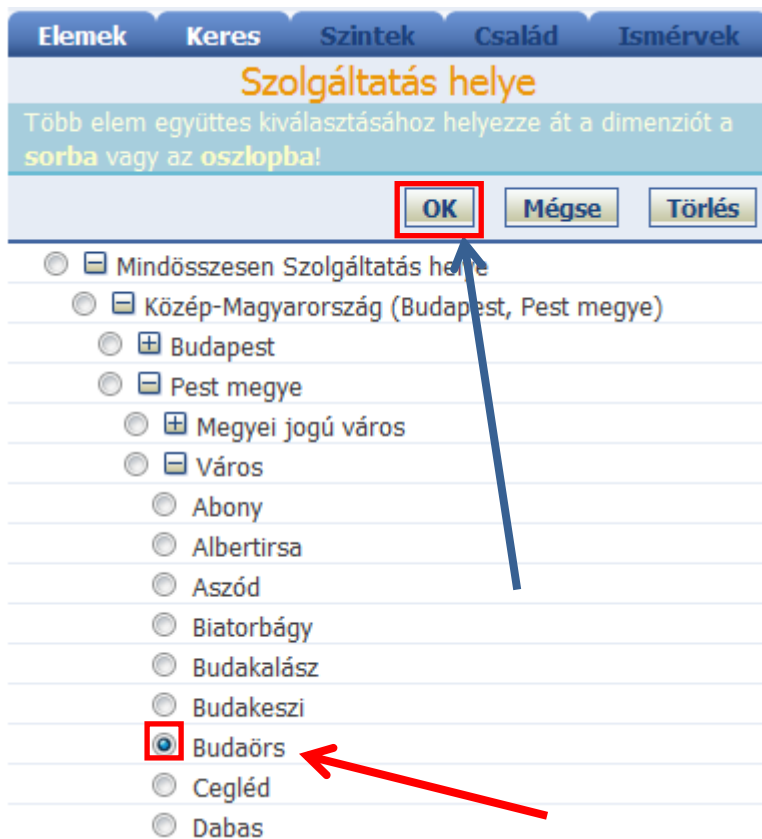 Elemek Keres Szintek Család Ismérvek
Szolgáltatás helye
Több elem együttes kiválasztásához helyezze át a dimenziót a
sorba vagy az oszlopba!
OK Mégse Törlés
Mindösszesen Szolgáltatás helye
Közép-Magyarország (Budapest, Pest megye)
Budapest
Pest megye
Megyei jogú város
Város
Abony
Albertirsa
Aszód
Biatorbágy
Budakalász
Budakeszi
Budaörs
Cegléd
Dabas